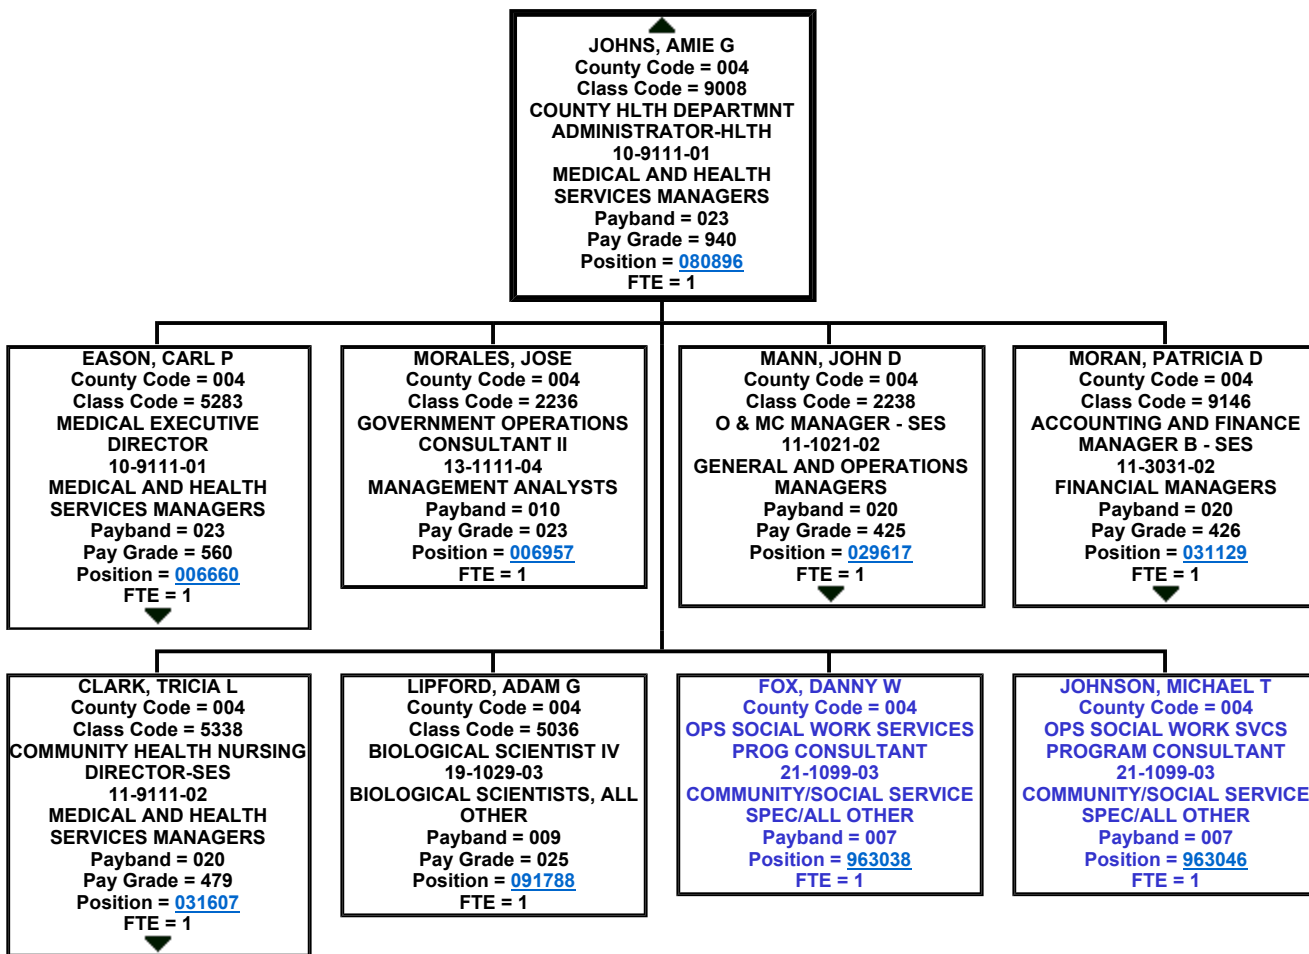 JOHNS, AMIE G
County Code = 004
Class Code = 9008
COUNTY HLTH DEPARTMNT
ADMINISTRATOR-HLTH
10-9111-01
MEDICAL AND HEALTH
SERVICES MANAGERS
Payband = 023
Pay Grade = 940
Position = 080896
FTE = 1
EASON, CARL P
County Code = 004
Class Code = 5283
MEDICAL EXECUTIVE
DIRECTOR
10-9111-01
MEDICAL AND HEALTH
SERVICES MANAGERS
Payband = 023
Pay Grade = 560
Position = 006660
FTE = 1
MORALES, JOSE
County Code = 004
Class Code = 2236
GOVERNMENT OPERATIONS
CONSULTANT II
13-1111-04
MANAGEMENT ANALYSTS
Payband = 010
Pay Grade = 023
Position = 006957
FTE = 1
MANN, JOHN D
County Code = 004
Class Code = 2238
O & MC MANAGER - SES
11-1021-02
GENERAL AND OPERATIONS
MANAGERS
Payband = 020
Pay Grade = 425
Position = 029617
FTE = 1
MORAN, PATRICIA D
County Code = 004
Class Code = 9146
ACCOUNTING AND FINANCE
MANAGER B - SES
11-3031-02
FINANCIAL MANAGERS
Payband = 020
Pay Grade = 426
Position = 031129
FTE = 1
CLARK, TRICIA L
County Code = 004
Class Code = 5338
COMMUNITY HEALTH NURSING
DIRECTOR-SES
11-9111-02
MEDICAL AND HEALTH
SERVICES MANAGERS
Payband = 020
Pay Grade = 479
Position = 031607
FTE = 1
LIPFORD, ADAM G
County Code = 004
Class Code = 5036
BIOLOGICAL SCIENTIST IV
19-1029-03
BIOLOGICAL SCIENTISTS, ALL
OTHER
Payband = 009
Pay Grade = 025
Position = 091788
FTE = 1
FOX, DANNY W
County Code = 004
OPS SOCIAL WORK SERVICES
PROG CONSULTANT
21-1099-03
COMMUNITY/SOCIAL SERVICE
SPEC/ALL OTHER
Payband = 007
Position = 963038
FTE = 1
JOHNSON, MICHAEL T
County Code = 004
OPS SOCIAL WORK SVCS
PROGRAM CONSULTANT
21-1099-03
COMMUNITY/SOCIAL SERVICE
SPEC/ALL OTHER
Payband = 007
Position = 963046
FTE = 1